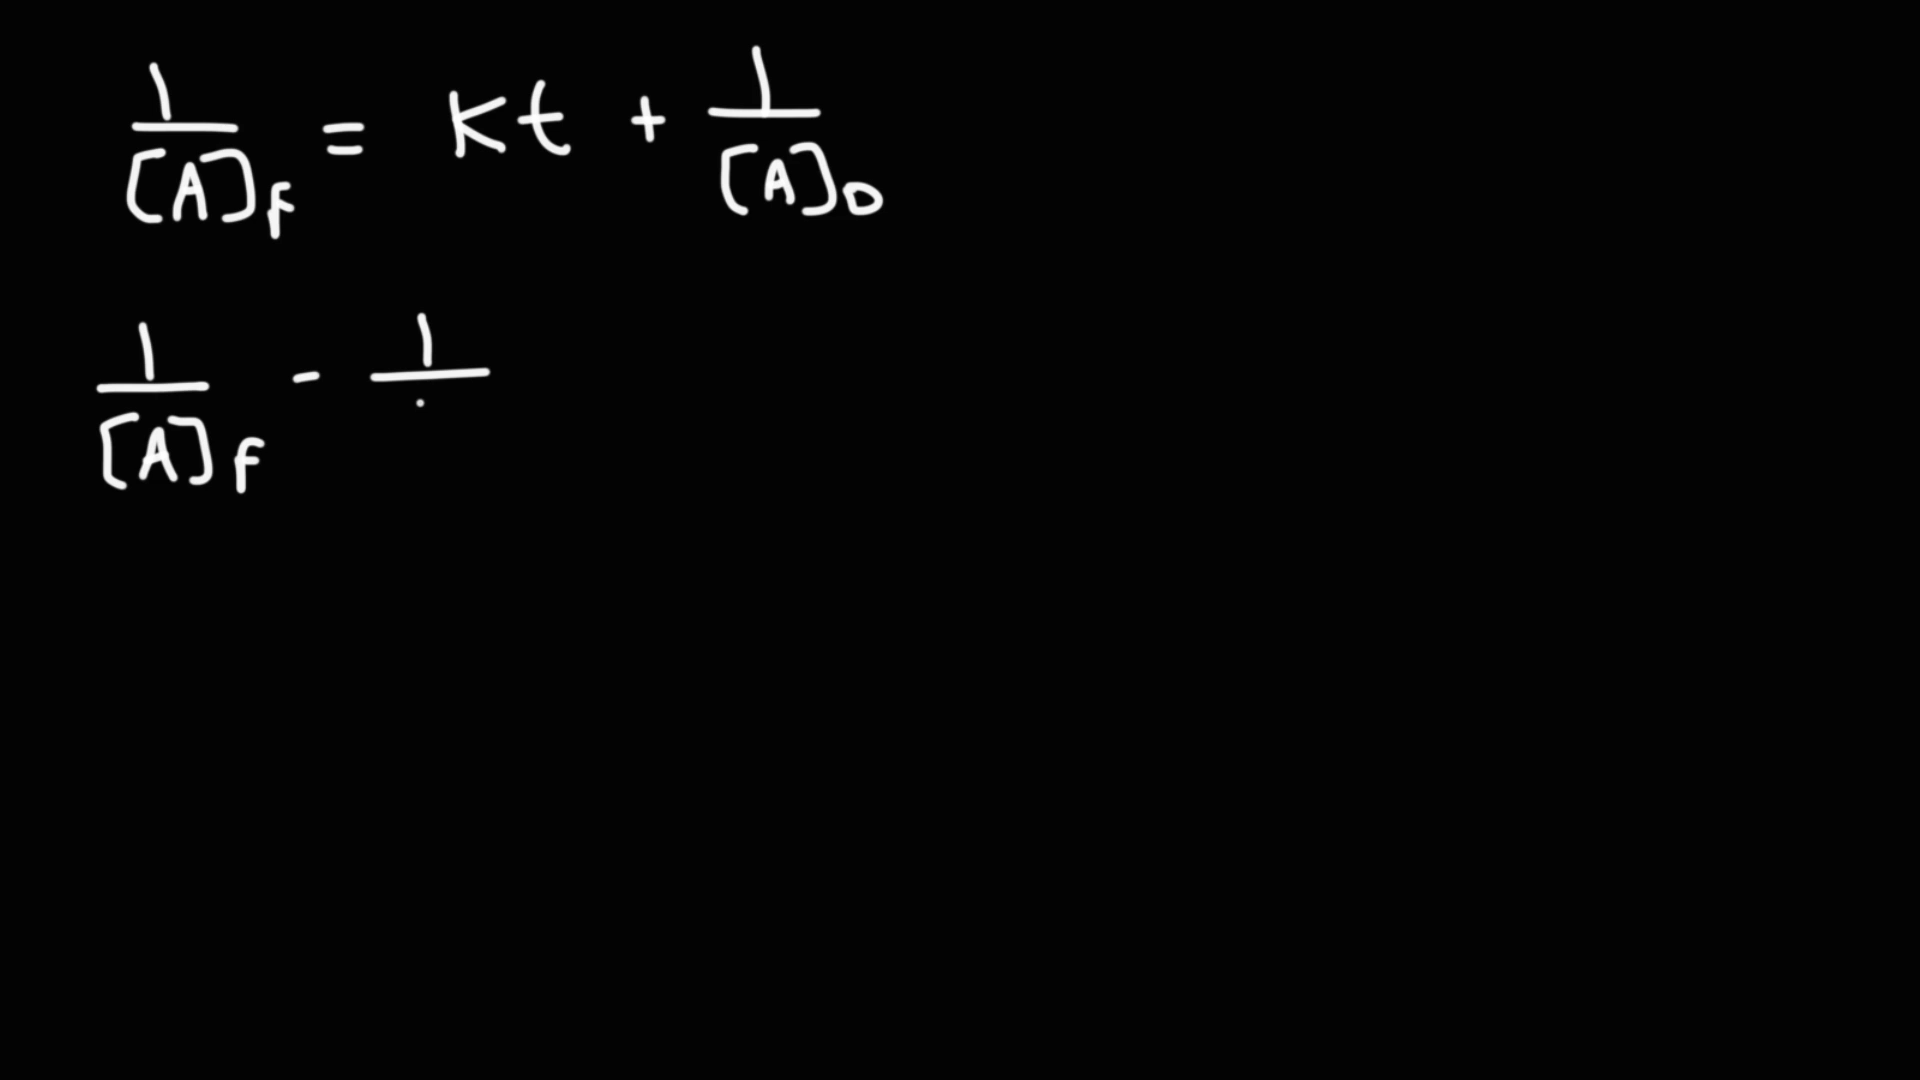 1/[A]F = Kt + 1/[A]0
1/[A]F - 1/